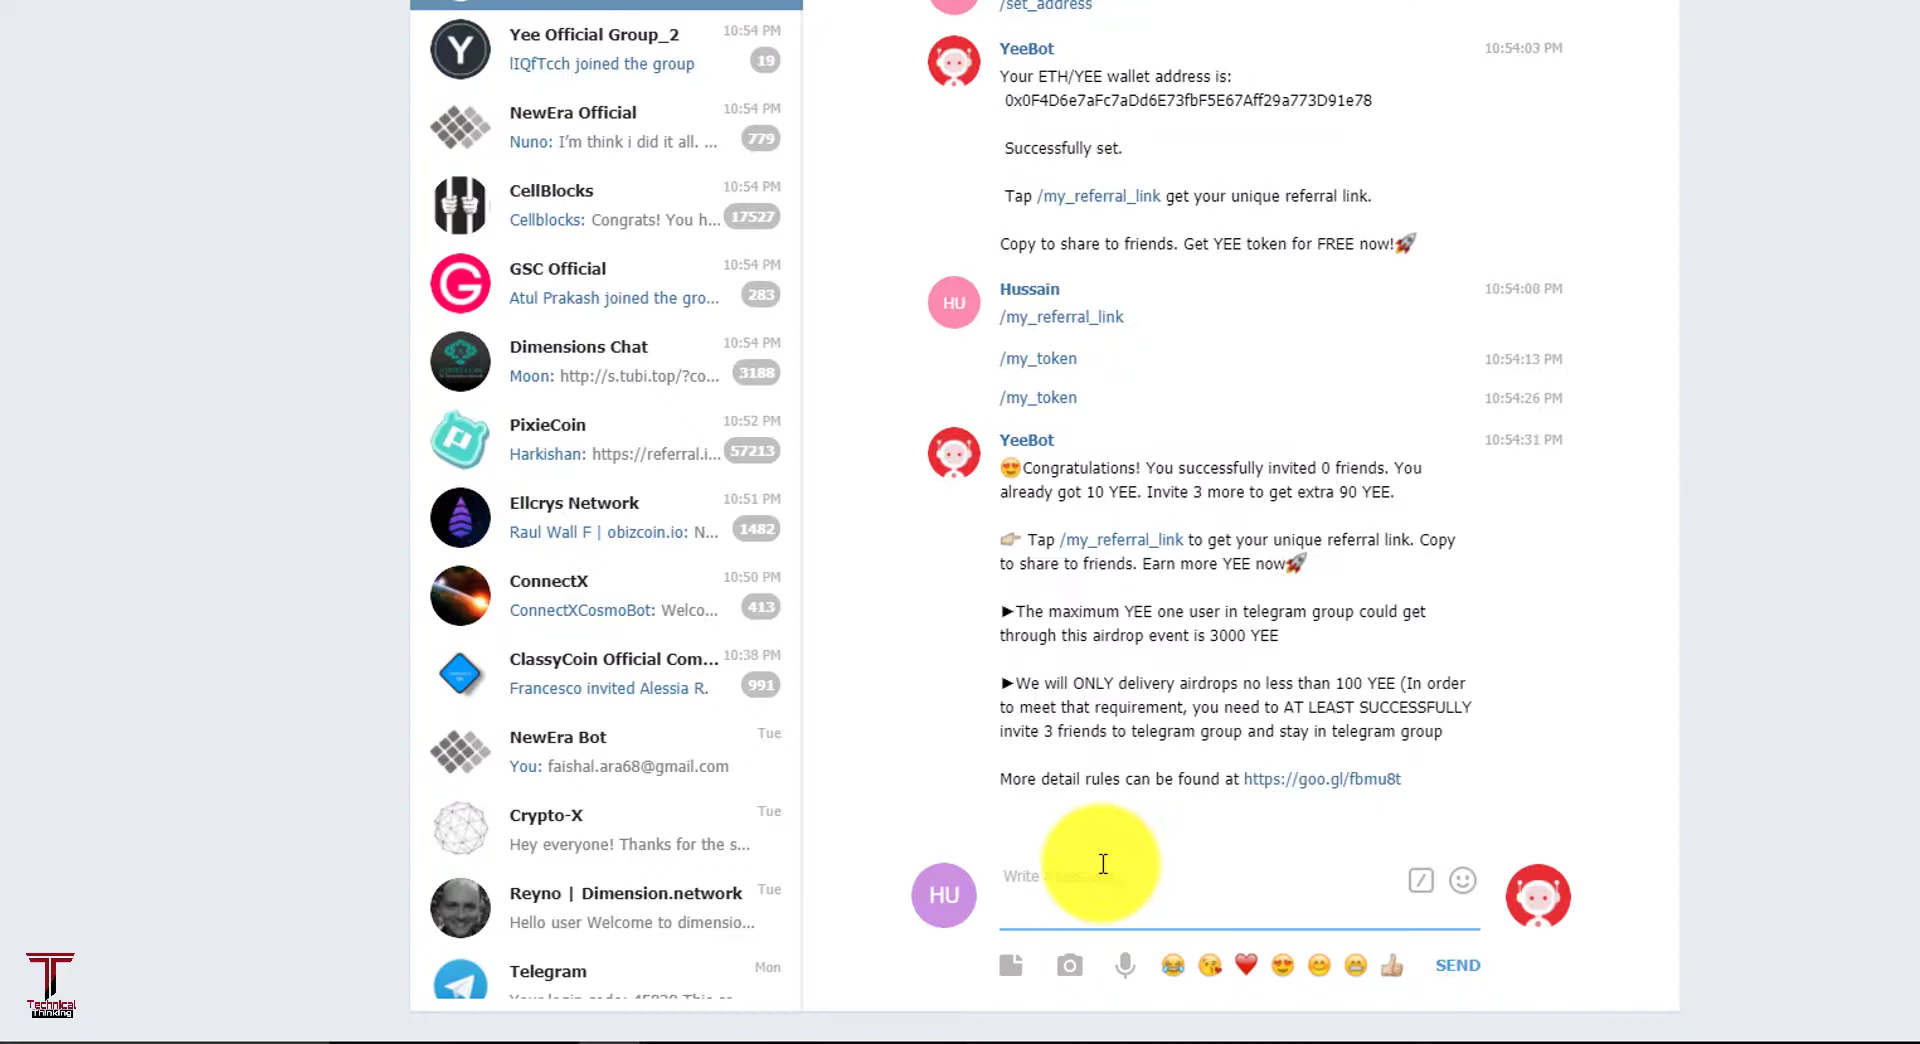 Yee Official Group_2 10:54 PM
lIQfTcch joined the group 19
NewEra Official 10:54 PM
Nuno: I'm think i did it all. ... 779
CellBlocks 10:54 PM
Cellblocks: Congrats! You h... 17527
GSC Official 10:54 PM
Atul Prakash joined the gro... 283
Dimensions Chat 10:54 PM
Moon: http://s.tubi.top/?co... 3188
PixieCoin 10:52 PM
Harkishan: https://referral.i... 57213
Ellcrys Network 10:51 PM
Raul Wall F | obizcoin.io: N... 1482
ConnectX 10:50 PM
ConnectXCosmoBot: Welco... 413
ClassyCoin Official Com... 10:38 PM
Francesco invited Alessia R. 991
NewEra Bot Tue
You: faishal.ara68@gmail.com
Crypto-X Tue
Hey everyone! Thanks for the s...
Reyno | Dimension.network Tue
Hello user Welcome to dimensio...
Telegram Mon
/set_address
YeeBot 10:54:03 PM
Your ETH/YEE wallet address is:
0x0F4D6e7aFc7aDd6E73fbF5E67Aff29a773D91e78
Successfully set.
Tap /my_referral_link get your unique referral link.
Copy to share to friends. Get YEE token for FREE now!🚀
HU
Hussain 10:54:08 PM
/my_referral_link
/my_token 10:54:13 PM
/my_token 10:54:26 PM
YeeBot 10:54:31 PM
😍Congratulations! You successfully invited 0 friends. You
already got 10 YEE. Invite 3 more to get extra 90 YEE.
👉 Tap /my_referral_link to get your unique referral link. Copy
to share to friends. Earn more YEE now🚀
►The maximum YEE one user in telegram group could get
through this airdrop event is 3000 YEE
►We will ONLY delivery airdrops no less than 100 YEE (In order
to meet that requirement, you need to AT LEAST SUCCESSFULLY
invite 3 friends to telegram group and stay in telegram group
More detail rules can be found at https://goo.gl/fbmu8t
HU
Write
SEND
Technical
Thinking